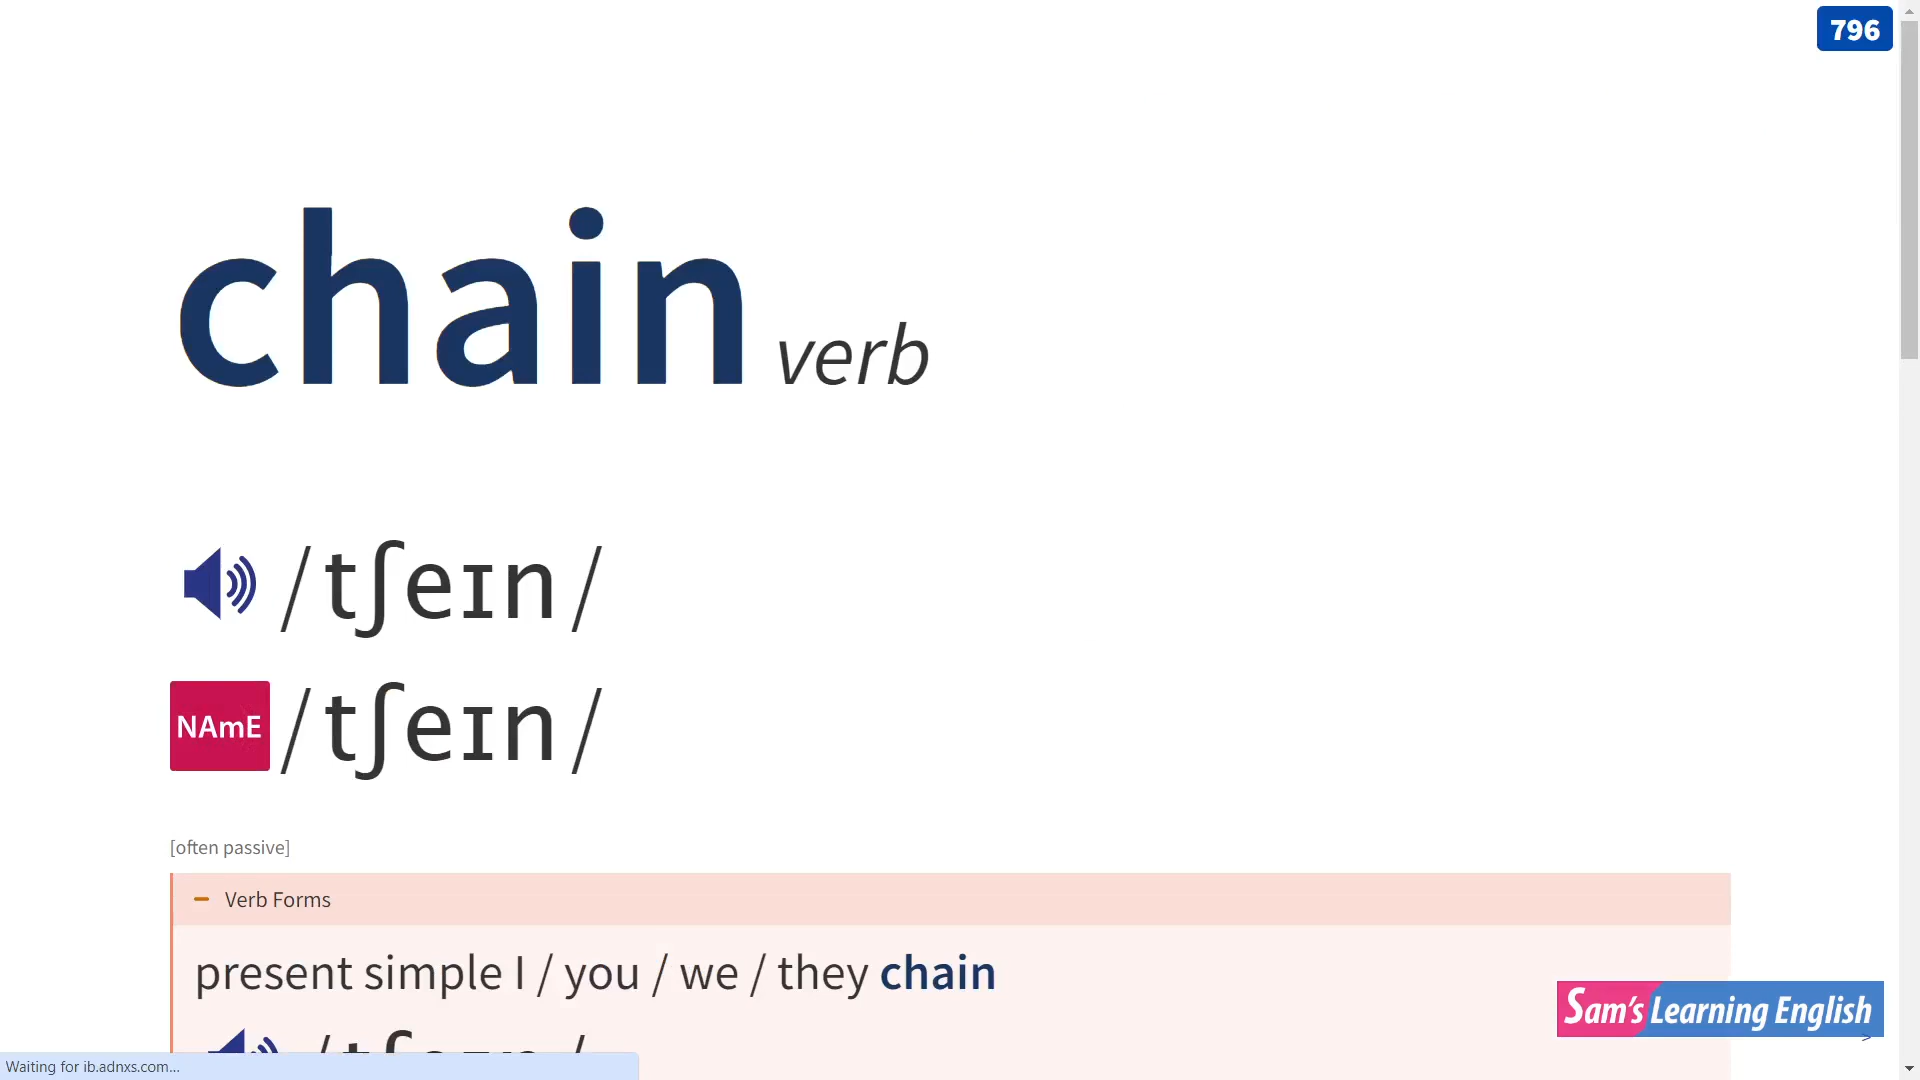 796
chain verb
/tʃeɪn/
NAmE /tʃeɪn/
[often passive]
Verb Forms
present simple I / you / we / they chain
/tʃeɪn/
Sam's Learning English
>
Waiting for ib.adnxs.com...